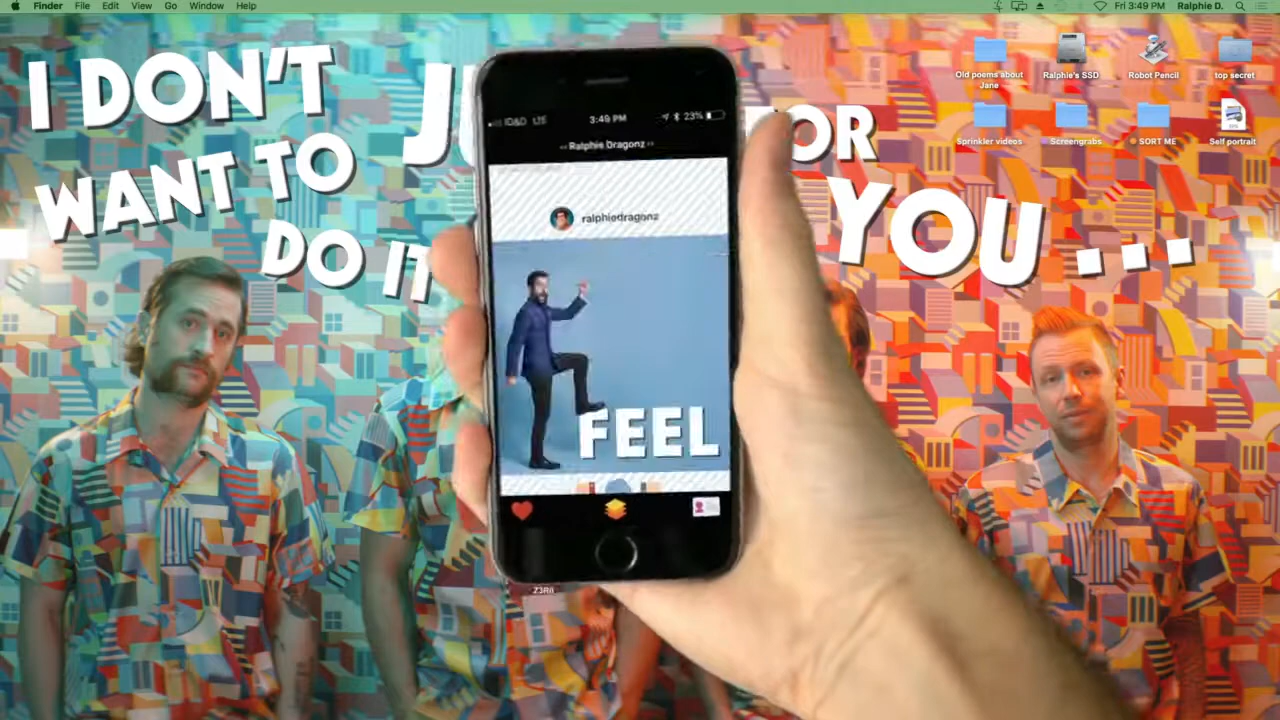 Finder File Edit View Go Window Help
Fri 3:49 PM Ralphie D.
I DON'T
WANT TO
DO IT
YOU ...
3:49 PM
23%
Ralphie Dragonz
ralphiedragonz
FEEL
Old poems about
Jane
Ralphie's SSD
Robot Pencil
top secret
Sprinkler videos
Screengrabs
SORT ME
Self portrait